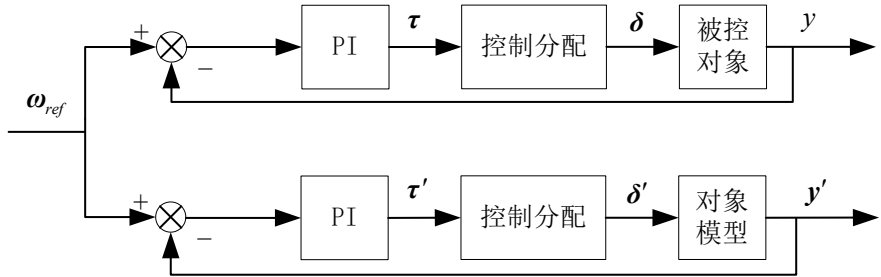 +
−
PI
τ
控制分配
δ
被控
对象
y
ω_ref
+
−
PI
τ′
控制分配
δ′
对象
模型
y′